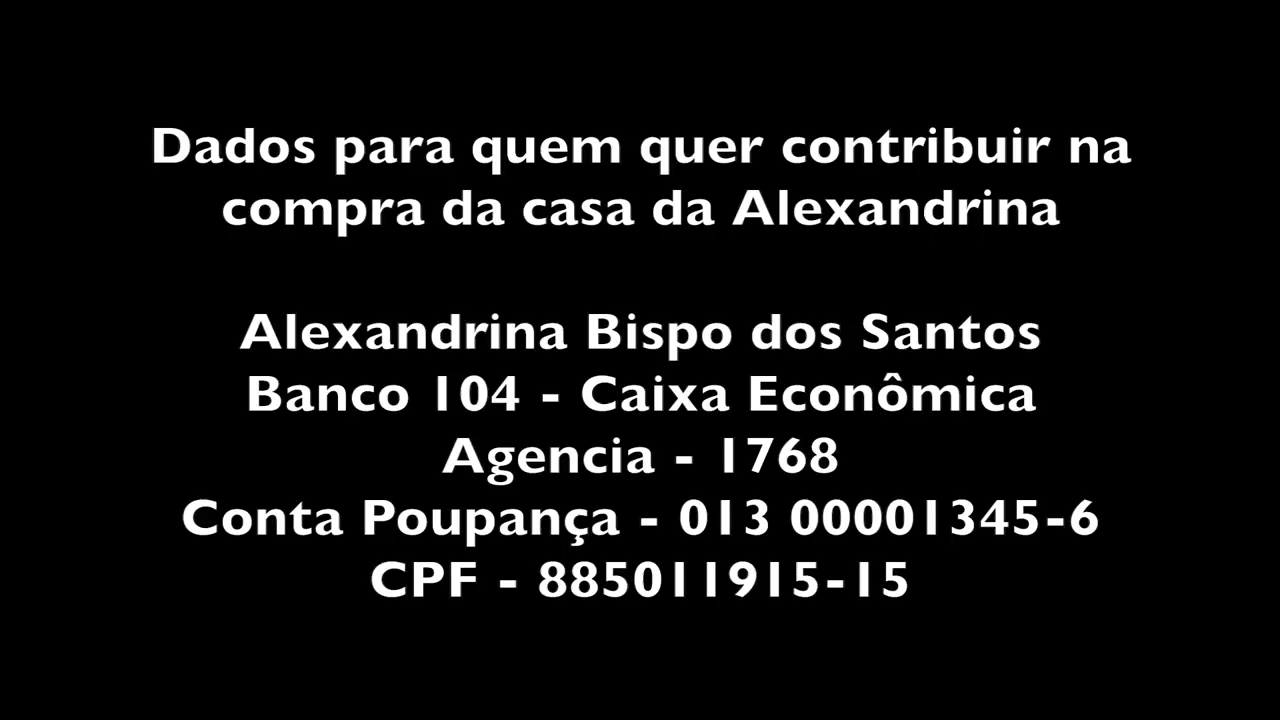 Dados para quem quer contribuir na
compra da casa da Alexandrina
Alexandrina Bispo dos Santos
Banco 104 - Caixa Econômica
Agencia - 1768
Conta Poupança - 013 00001345-6
CPF - 885011915-15